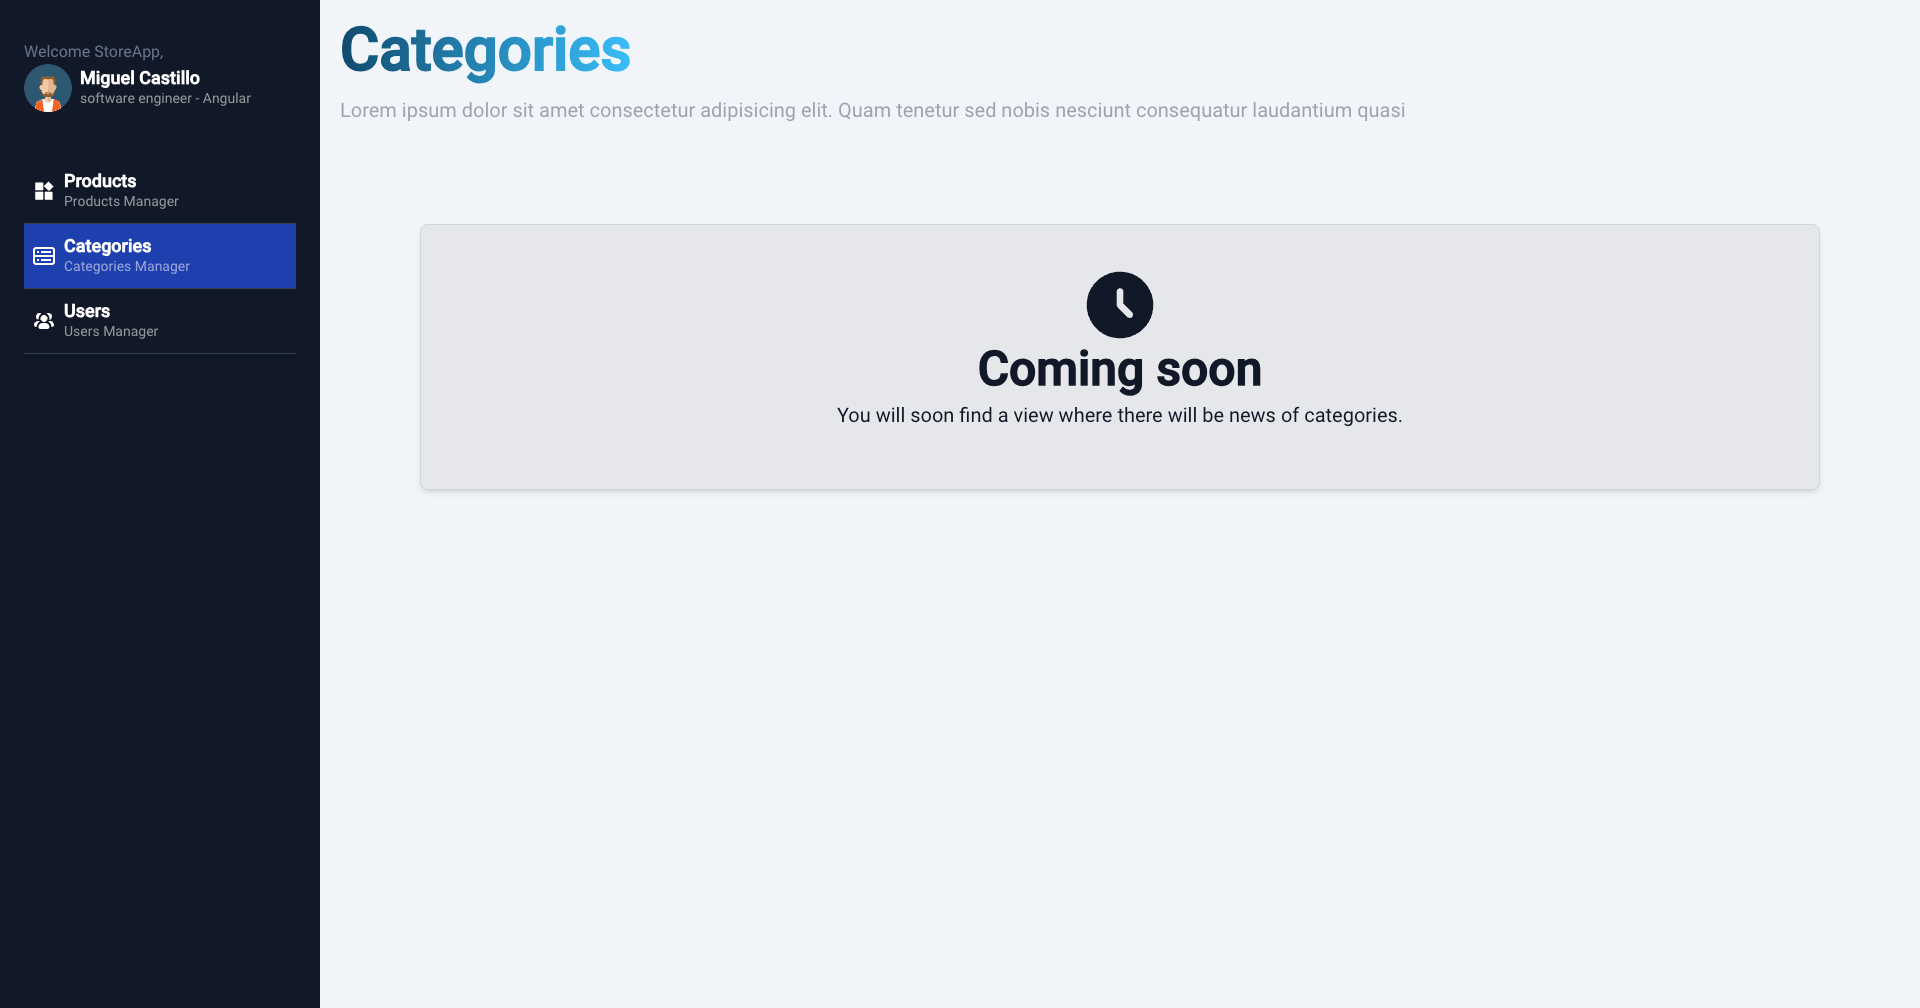 Welcome StoreApp,
Miguel Castillo
software engineer - Angular
Products
Products Manager
Categories
Categories Manager
Users
Users Manager
Categories
Lorem ipsum dolor sit amet consectetur adipisicing elit. Quam tenetur sed nobis nesciunt consequatur laudantium quasi
Coming soon
You will soon find a view where there will be news of categories.